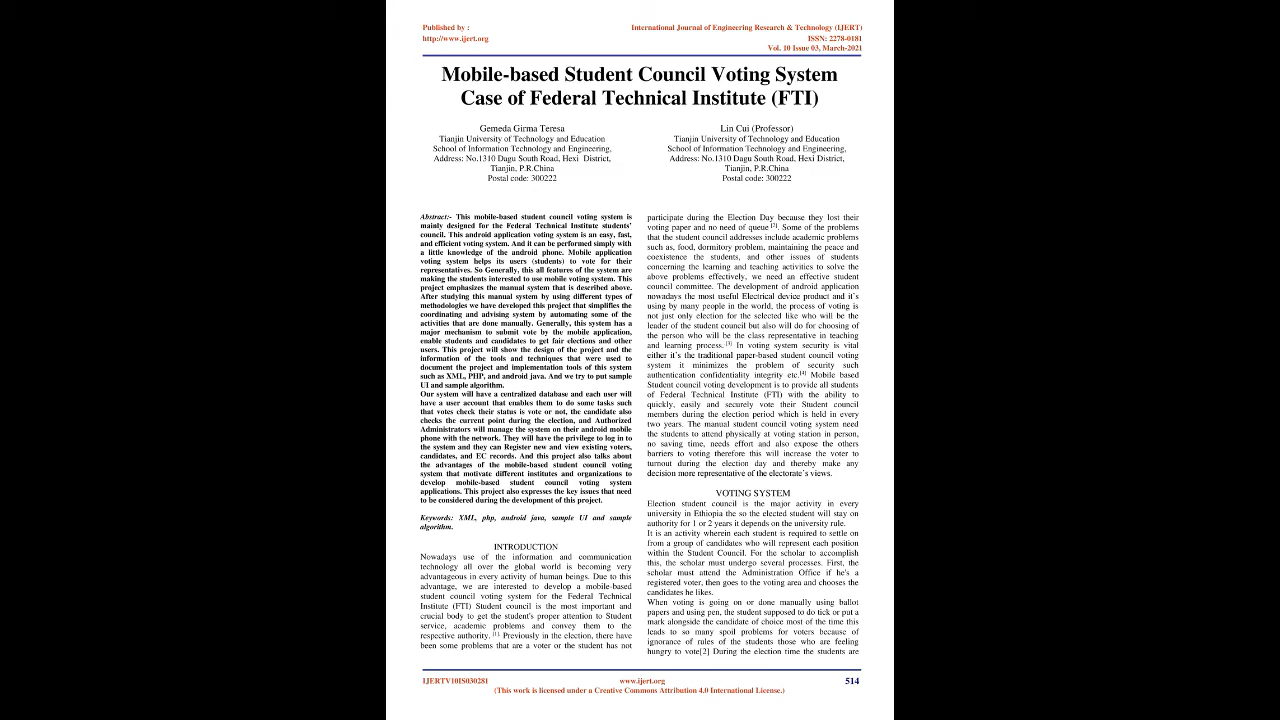 Published by :
http://www.ijert.org
International Journal of Engineering Research & Technology (IJERT)
ISSN: 2278-0181
Vol. 10 Issue 03, March-2021
Mobile-based Student Council Voting System
Case of Federal Technical Institute (FTI)
Gemeda Girma Teresa
Tianjin University of Technology and Education
School of Information Technology and Engineering,
Address: No.1310 Dagu South Road, Hexi District,
Tianjin, P.R.China
Postal code: 300222
Lin Cui (Professor)
Tianjin University of Technology and Education
School of Information Technology and Engineering,
Address: No.1310 Dagu South Road, Hexi District,
Tianjin, P.R.China
Postal code: 300222
Abstract:- This mobile-based student council voting system is
mainly designed for the Federal Technical Institute students'
council. This android application voting system is an easy, fast,
and efficient voting system. And it can be performed simply with
a little knowledge of the android phone. Mobile application
voting system helps its users (students) to vote for their
representatives. So Generally, this all features of the system are
making the students interested to use mobile voting system. This
project emphasizes the manual system that is described above.
After studying this manual system by using different types of
methodologies we have developed this project that simplifies the
coordinating and advising system by automating some of the
activities that are done manually. Generally, this system has a
major mechanism to submit vote by the mobile application,
enable students and candidates to get fair elections and other
users. This project will show the design of the project and the
information of the tools and techniques that were used to
document the project and implementation tools of this system
such as XML, PHP, and android java. And we try to put sample
UI and sample algorithm.
Our system will have a centralized database and each user will
have a user account that enables them to do some tasks such
that votes check their status is vote or not, the candidate also
checks the current point during the election, and Authorized
Administrators will manage the system on their android mobile
phone with the network. They will have the privilege to log in to
the system and they can Register new and view existing voters,
candidates, and EC records. And this project also talks about
the advantages of the mobile-based student council voting
system that motivate different institutes and organizations to
develop mobile-based student council voting system
applications. This project also expresses the key issues that need
to be considered during the development of this project.
Keywords: XML, php, android java, sample UI and sample
algorithm.
INTRODUCTION
Nowadays use of the information and communication
technology all over the global world is becoming very
advantageous in every activity of human beings. Due to this
advantage, we are interested to develop a mobile-based
student council voting system for the Federal Technical
Institute (FTI) Student council is the most important and
crucial body to get the student's proper attention to Student
service, academic problems and convey them to the
respective authority. [1]. Previously in the election, there have
been some problems that are a voter or the student has not
participate during the Election Day because they lost their
voting paper and no need of queue [2]. Some of the problems
that the student council addresses include academic problems
such as, food, dormitory problem, maintaining the peace and
coexistence the students, and other issues of students
concerning the learning and teaching activities to solve the
above problems effectively, we need an effective student
council committee. The development of android application
nowadays the most useful Electrical device product and it`s
using by many people in the world, the process of voting is
not just only election for the selected like who will be the
leader of the student council but also will do for choosing of
the person who will be the class representative in teaching
and learning process. [3] In voting system security is vital
either it`s the traditional paper-based student council voting
system it minimizes the problem of security such
authentication confidentiality integrity etc.[4] Mobile based
Student council voting development is to provide all students
of Federal Technical Institute (FTI) with the ability to
quickly, easily and securely vote their Student council
members during the election period which is held in every
two years. The manual student council voting system need
the students to attend physically at voting station in person,
no saving time, needs effort and also expose the others
barriers to voting therefore this will increase the voter to
turnout during the election day and thereby make any
decision more representative of the electorate`s views.
VOTING SYSTEM
Election student council is the major activity in every
university in Ethiopia the so the elected student will stay on
authority for 1 or 2 years it depends on the university rule.
It is an activity wherein each student is required to settle on
from a group of candidates who will represent each position
within the Student Council. For the scholar to accomplish
this, the scholar must undergo several processes. First, the
scholar must attend the Administration Office if he's a
registered voter, then goes to the voting area and chooses the
candidates he likes.
When voting is going on or done manually using ballot
papers and using pen, the student supposed to do tick or put a
mark alongside the candidate of choice most of the time this
leads to so many spoil problems for voters because of
ignorance of rules of the students those who are feeling
hungry to vote[2] During the election time the students are
IJERTV10IS030281
www.ijert.org
514
(This work is licensed under a Creative Commons Attribution 4.0 International License.)